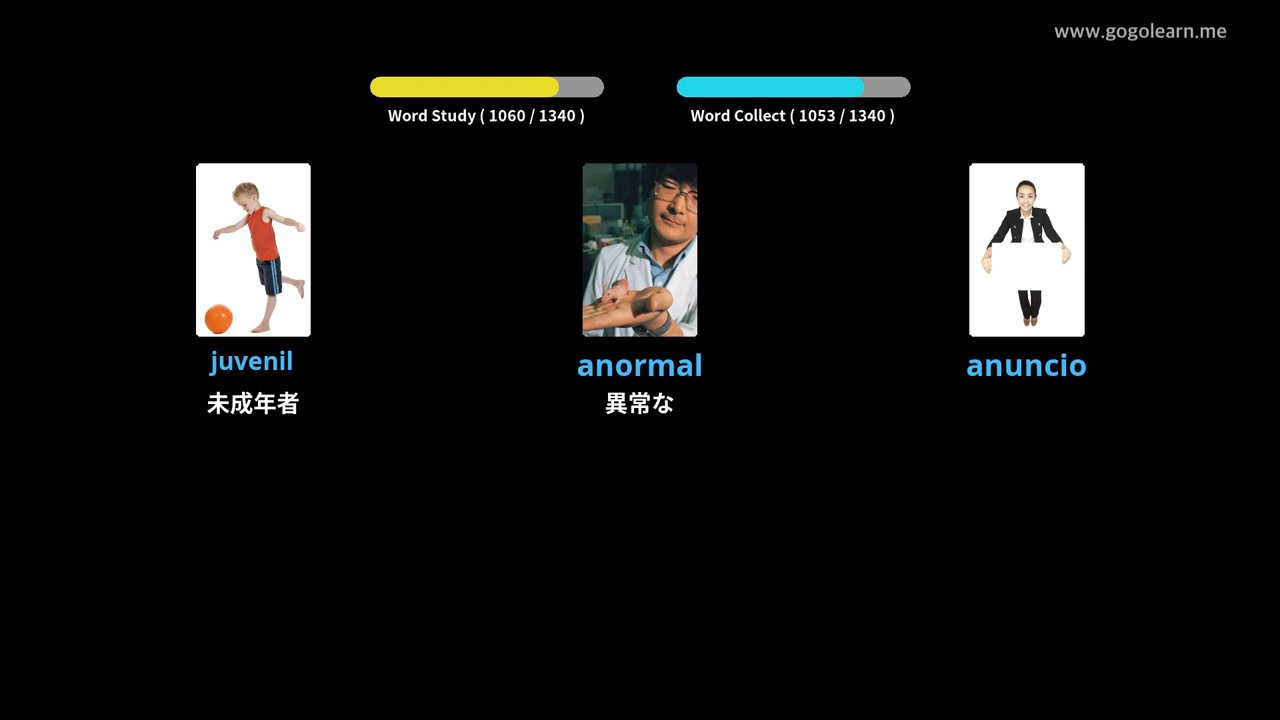 www.gogolearn.me
Word Study ( 1060 / 1340 )
Word Collect ( 1053 / 1340 )
juvenil
未成年者
anormal
異常な
anuncio